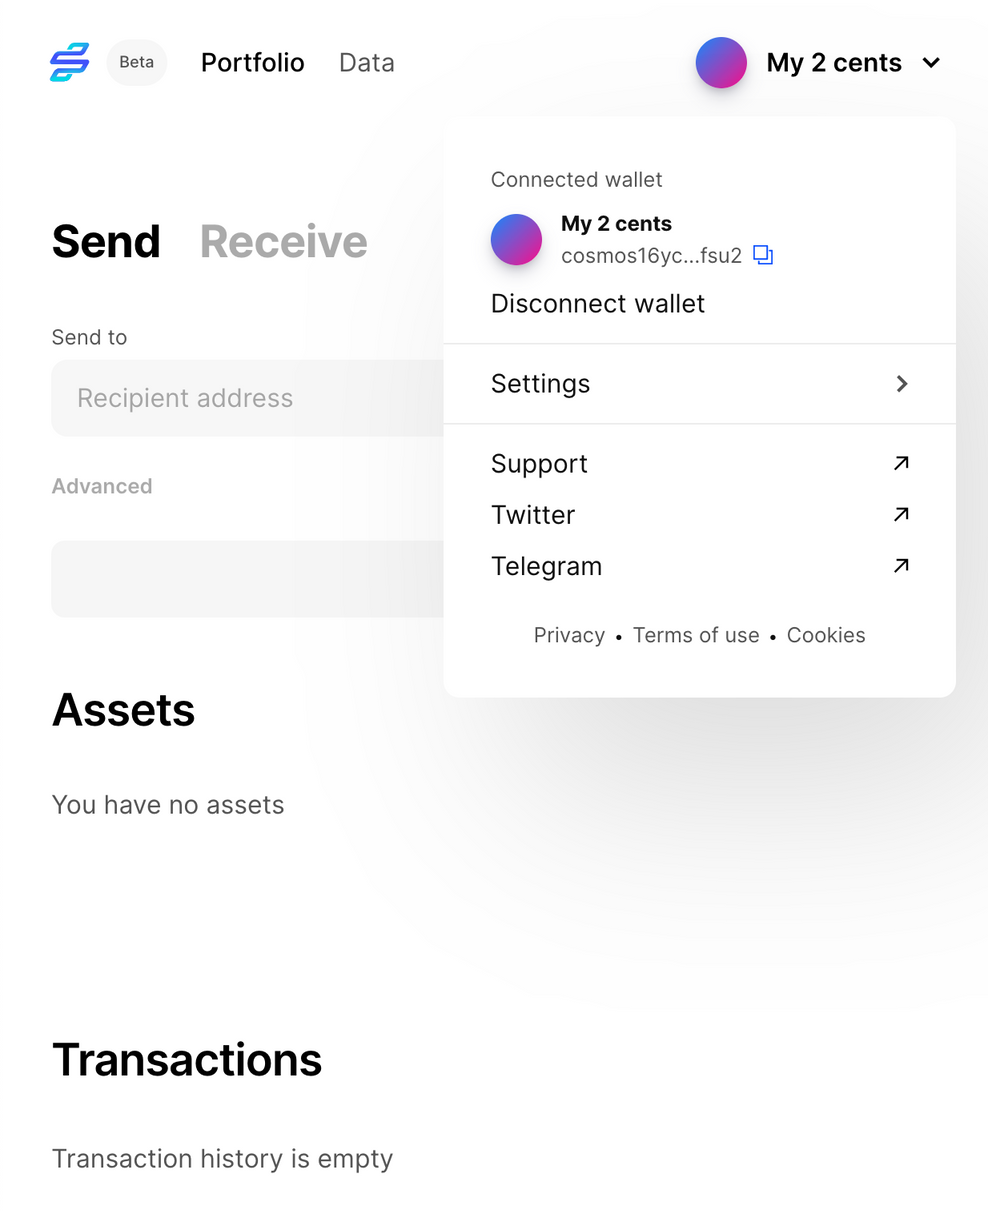 Beta Portfolio Data My 2 cents
Connected wallet
My 2 cents
cosmos16yc...fsu2
Disconnect wallet
Settings
Support
Twitter
Telegram
Privacy • Terms of use • Cookies
Send Receive
Send to
Recipient address
Advanced
Assets
You have no assets
Transactions
Transaction history is empty